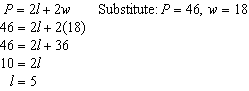 P = 2l + 2w Substitute: P = 46, w = 18
46 = 2l + 2(18)
46 = 2l + 36
10 = 2l
l = 5